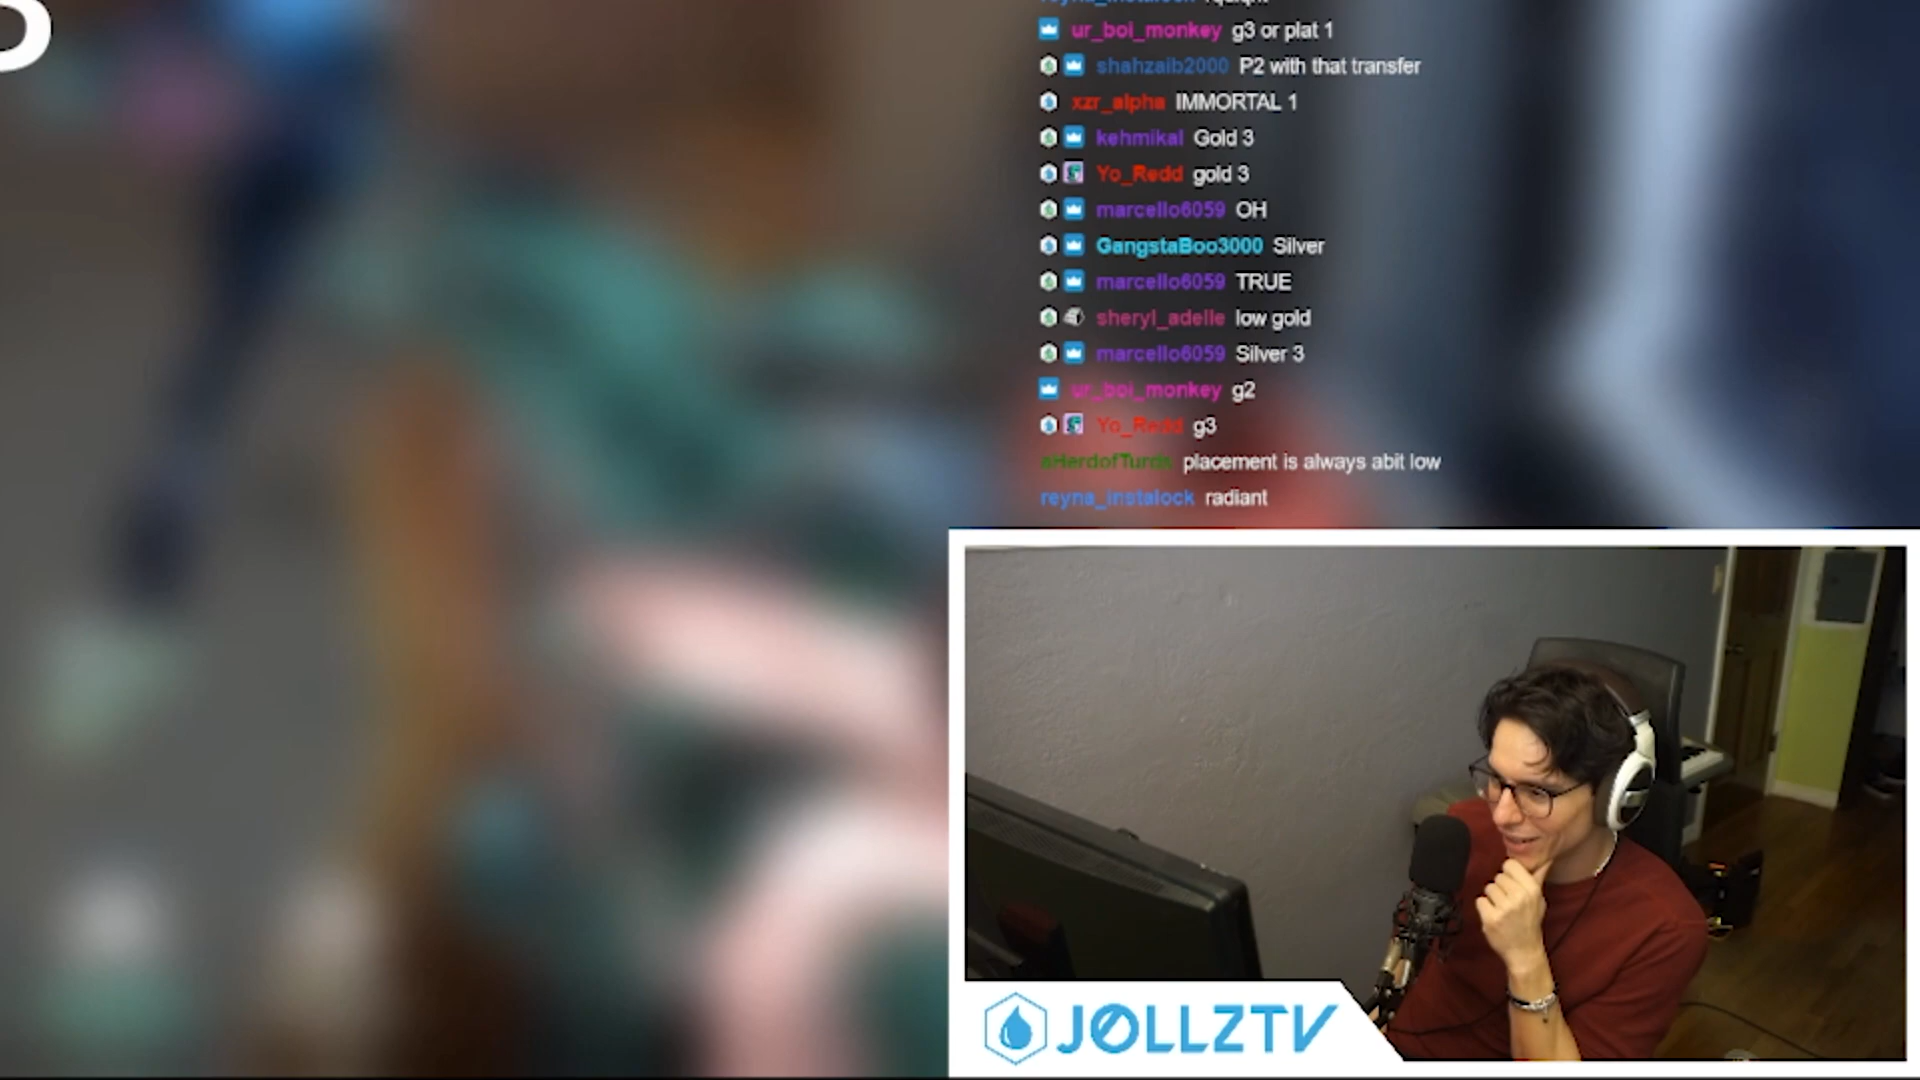 ur_boi_monkey g3 or plat 1
shahzaib2000 P2 with that transfer
xzr_alpha IMMORTAL 1
kehmikal Gold 3
Yo_Redd gold 3
marcello6059 OH
GangstaBoo3000 Silver
marcello6059 TRUE
sheryl_adelle low gold
marcello6059 Silver 3
ur_boi_monkey g2
Yo_Redd g3
aHerdofTurds placement is always abit low
reyna_instalock radiant
JØLLZTV